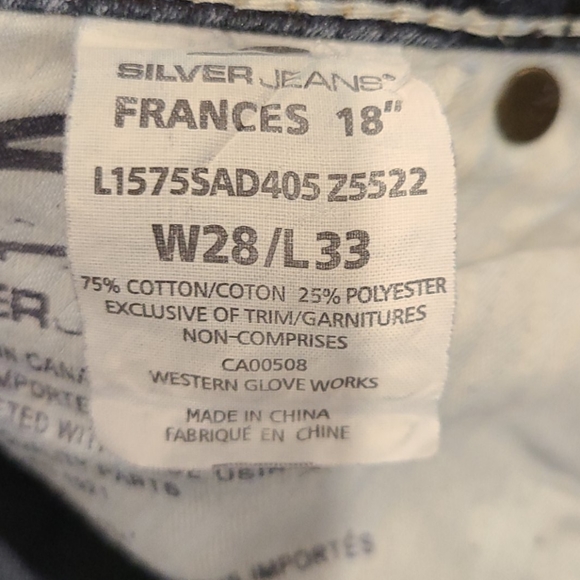 SILVER JEANS®
FRANCES 18"
L1575SAD405 Z5522
W28/L33
75% COTTON/COTON 25% POLYESTER
EXCLUSIVE OF TRIM/GARNITURES
NON-COMPRISES
CA00508
WESTERN GLOVE WORKS
MADE IN CHINA
FABRIQUÉ EN CHINE
IMPORTÉS